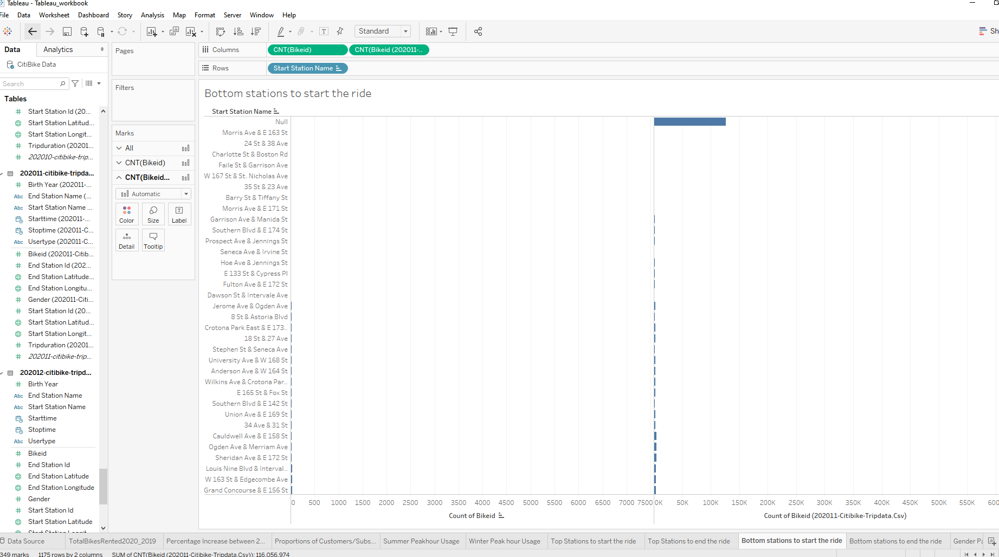 Tableau - Tableau_workbook
File Data Worksheet Dashboard Story Analysis Map Format Server Window Help
Standard
Sh
Data Analytics
CitiBike Data
Search
Tables
Start Station Id (20...
Start Station Latitud...
Start Station Longit...
Tripduration (20201...
202010-citibike-trip...
202011-citibike-tripda...
Birth Year (202011-...
End Station Name (...
Abc
Start Station Name ...
Abc
Starttime (202011-...
Stoptime (202011-C...
Usertype (202011-C...
Abc
Bikeid (202011-Citib...
End Station Id (202...
End Station Latitude...
End Station Longitu...
Gender (202011-Citi...
Start Station Id (20...
Start Station Latitud...
Start Station Longit...
Tripduration (20201...
202011-citibike-trip...
202012-citibike-tripd...
Birth Year
Abc End Station Name
Abc Start Station Name
Starttime
Stoptime
Abc Usertype
Bikeid
End Station Id
End Station Latitude
End Station Longitude
Gender
Start Station Id
Start Station Latitude
Start Station Longit
Pages
Filters
Marks
All
CNT(Bikeid)
CNT(Bikeid...
Automatic
Color Size Label
Detail Tooltip
Columns CNT(Bikeid) CNT(Bikeid (202011-..
Rows Start Station Name
Bottom stations to start the ride
Start Station Name
Null
Morris Ave & E 163 St
24 St & 38 Ave
Charlotte St & Boston Rd
Faile St & Garrison Ave
W 167 St & St. Nicholas Ave
35 St & 23 Ave
Barry St & Tiffany St
Morris Ave & E 171 St
Garrison Ave & Manida St
Southern Blvd & E 174 St
Prospect Ave & Jennings St
Seneca Ave & Irvine St
Hoe Ave & Jennings St
E 133 St & Cypress Pl
Fulton Ave & E 172 St
Dawson St & Intervale Ave
Jerome Ave & Ogden Ave
8 St & Astoria Blvd
Crotona Park East & E 173..
18 St & 27 Ave
Stephen St & Seneca Ave
University Ave & W 168 St
Anderson Ave & W 164 St
Wilkins Ave & Crotona Par..
E 165 St & Fox St
Southern Blvd & E 142 St
Union Ave & E 169 St
34 Ave & 31 St
Cauldwell Ave & E 158 St
Ogden Ave & Merriam Ave
Sheridan Ave & E 172 St
Louis Nine Blvd & Interval..
W 163 St & Edgecombe Ave
Grand Concourse & E 156 St
0 500 1000 1500 2000 2500 3000 3500 4000 4500 5000 5500 6000 6500 7000 7500 0K 50K 100K 150K 200K 250K 300K 350K 400K 450K 500K 550K 600
Count of Bikeid Count of Bikeid (202011-Citibike-Tripdata.Csv)
Data Source TotalBikesRented2020_2019 Percentage Increase between 2... Proportions of Customers/Subs... Summer Peakhour Usage Winter Peak hour Usage Top Stations to start the ride Top Stations to end the ride Bottom stations to start the ride Bottom stations to end the ride Gender Pa
349 marks 1175 rows by 2 columns SUM of CNT(Bikeid (202011-Citibike-Tripdata.Csv)): 116,056,974